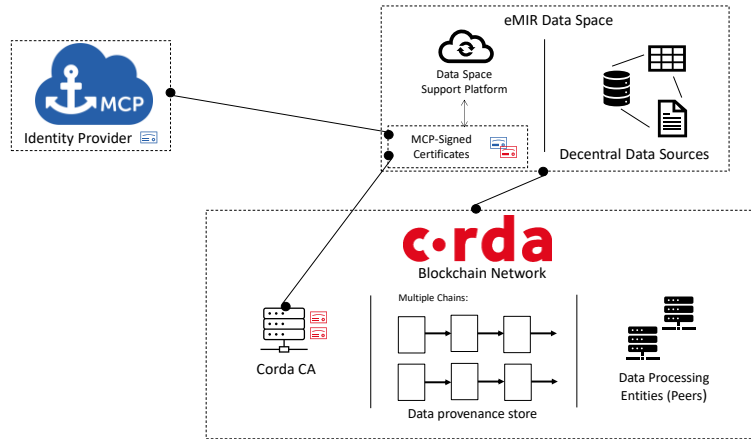 MCP
Identity Provider
eMIR Data Space
Data Space
Support Platform
MCP-Signed
Certificates
Decentral Data Sources
c·rda
Blockchain Network
Corda CA
Multiple Chains:
Data provenance store
Data Processing
Entities (Peers)